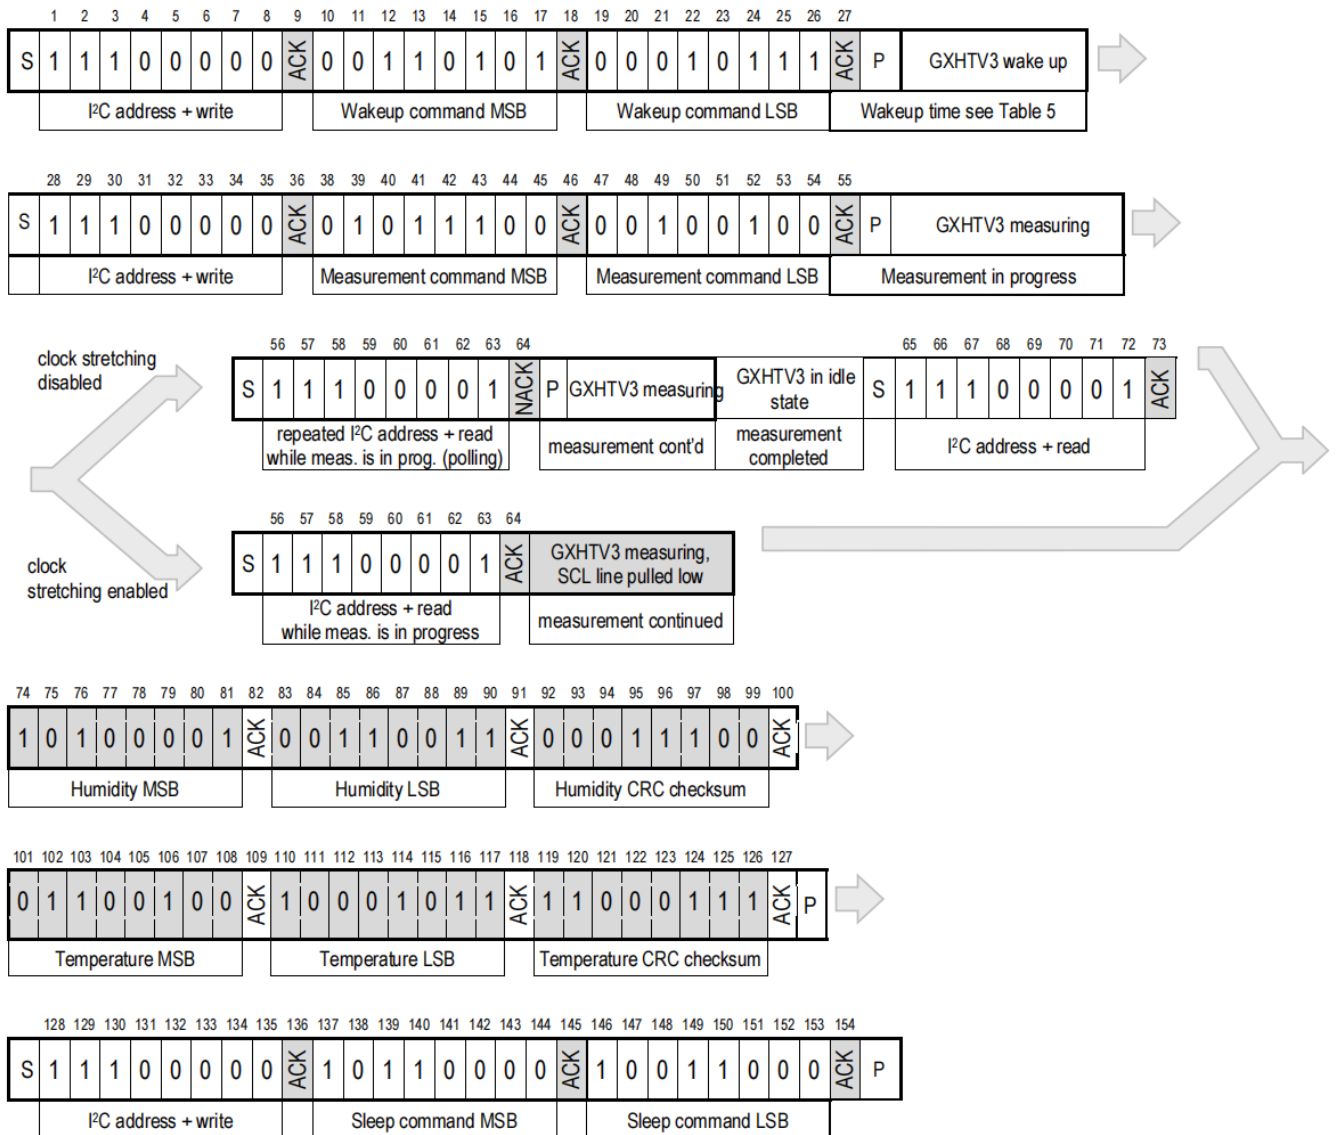 1 2 3 4 5 6 7 8 9 10 11 12 13 14 15 16 17 18 19 20 21 22 23 24 25 26 27
S 1 1 1 0 0 0 0 0 ACK 0 0 1 1 0 1 0 1 ACK 0 0 0 1 0 1 1 1 ACK P GXHTV3 wake up
I²C address + write Wakeup command MSB Wakeup command LSB Wakeup time see Table 5
28 29 30 31 32 33 34 35 36 38 39 40 41 42 43 44 45 46 47 48 49 50 51 52 53 54 55
S 1 1 1 0 0 0 0 0 ACK 0 1 0 1 1 1 0 0 ACK 0 0 1 0 0 1 0 0 ACK P GXHTV3 measuring
I²C address + write Measurement command MSB Measurement command LSB Measurement in progress
clock stretching
disabled
56 57 58 59 60 61 62 63 64 65 66 67 68 69 70 71 72 73
S 1 1 1 0 0 0 0 1 NACK P GXHTV3 measuring GXHTV3 in idle
state
S 1 1 1 0 0 0 0 1 ACK
repeated I²C address + read
while meas. is in prog. (polling)
measurement cont'd
measurement
completed
I²C address + read
clock
stretching enabled
56 57 58 59 60 61 62 63 64
S 1 1 1 0 0 0 0 1 ACK GXHTV3 measuring,
SCL line pulled low
I²C address + read
while meas. is in progress
measurement continued
74 75 76 77 78 79 80 81 82 83 84 85 86 87 88 89 90 91 92 93 94 95 96 97 98 99 100
1 0 1 0 0 0 0 1 ACK 0 0 1 1 0 0 1 1 ACK 0 0 0 1 1 1 0 0 ACK
Humidity MSB Humidity LSB Humidity CRC checksum
101 102 103 104 105 106 107 108 109 110 111 112 113 114 115 116 117 118 119 120 121 122 123 124 125 126 127
0 1 1 0 0 1 0 0 ACK 1 0 0 0 1 0 1 1 ACK 1 1 0 0 0 1 1 1 ACK P
Temperature MSB Temperature LSB Temperature CRC checksum
128 129 130 131 132 133 134 135 136 137 138 139 140 141 142 143 144 145 146 147 148 149 150 151 152 153 154
S 1 1 1 0 0 0 0 0 ACK 1 0 1 1 0 0 0 0 ACK 1 0 0 1 1 0 0 0 ACK P
I²C address + write Sleep command MSB Sleep command LSB